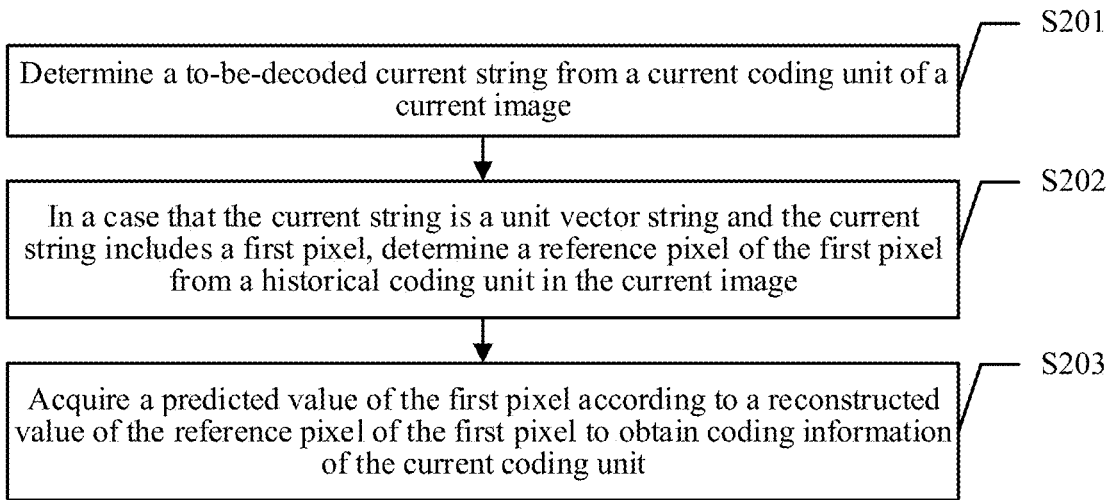 S201
Determine a to-be-decoded current string from a current coding unit of a
current image
S202
In a case that the current string is a unit vector string and the current
string includes a first pixel, determine a reference pixel of the first pixel
from a historical coding unit in the current image
S203
Acquire a predicted value of the first pixel according to a reconstructed
value of the reference pixel of the first pixel to obtain coding information
of the current coding unit